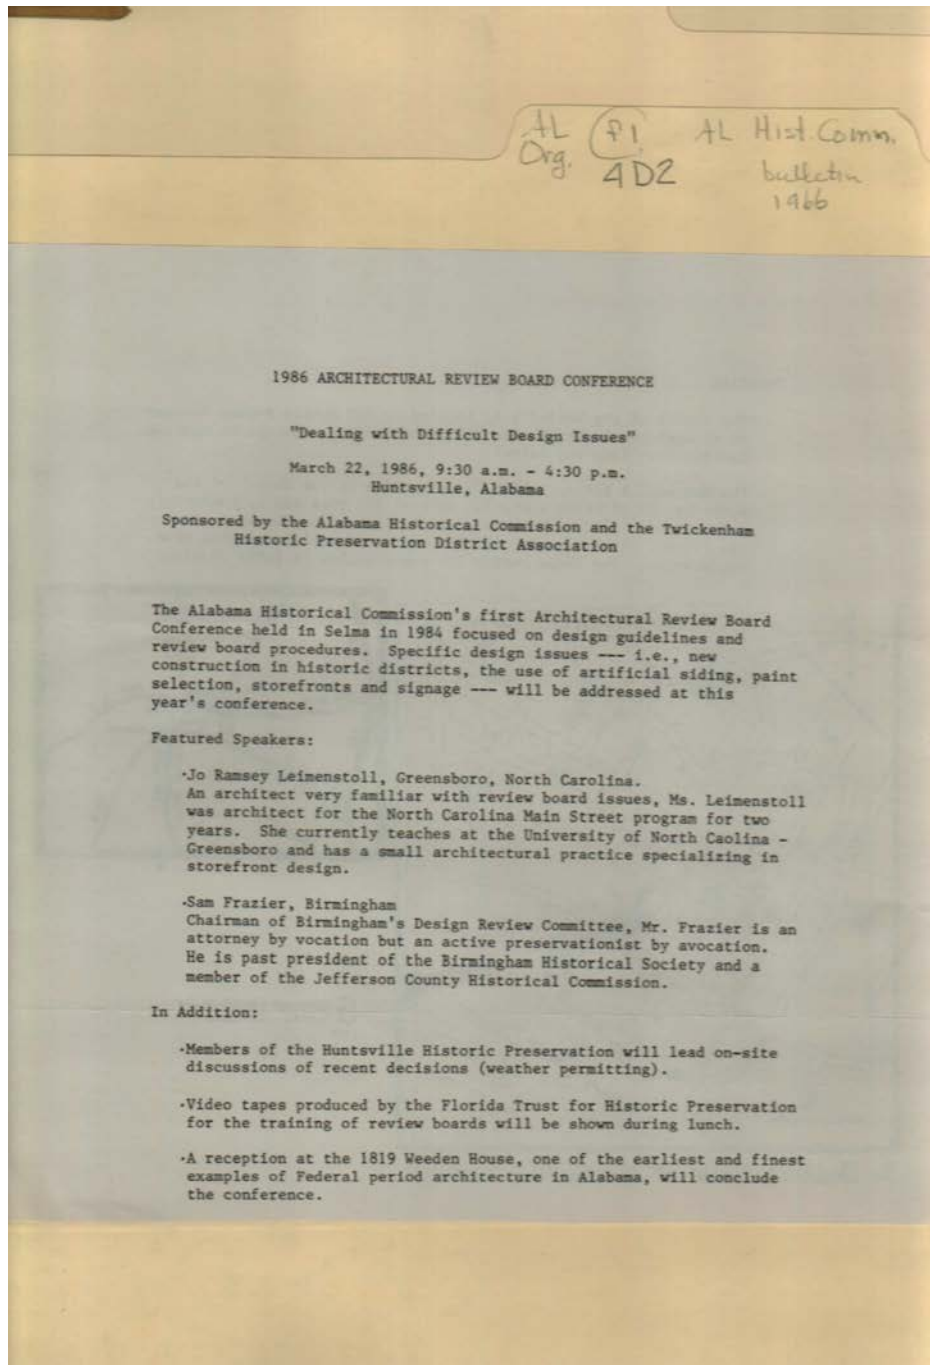 AL
Org.
f1
4D2
AL Hist. Comm.
bulletin
1966
1986 ARCHITECTURAL REVIEW BOARD CONFERENCE
"Dealing with Difficult Design Issues"
March 22, 1986, 9:30 a.m. - 4:30 p.m.
Huntsville, Alabama
Sponsored by the Alabama Historical Commission and the Twickenham
Historic Preservation District Association
The Alabama Historical Commission's first Architectural Review Board
Conference held in Selma in 1984 focused on design guidelines and
review board procedures. Specific design issues --- i.e., new
construction in historic districts, the use of artificial siding, paint
selection, storefronts and signage --- will be addressed at this
year's conference.
Featured Speakers:
·Jo Ramsey Leimenstoll, Greensboro, North Carolina.
An architect very familiar with review board issues, Ms. Leimenstoll
was architect for the North Carolina Main Street program for two
years. She currently teaches at the University of North Caolina -
Greensboro and has a small architectural practice specializing in
storefront design.
·Sam Frazier, Birmingham
Chairman of Birmingham's Design Review Committee, Mr. Frazier is an
attorney by vocation but an active preservationist by avocation.
He is past president of the Birmingham Historical Society and a
member of the Jefferson County Historical Commission.
In Addition:
·Members of the Huntsville Historic Preservation will lead on-site
discussions of recent decisions (weather permitting).
·Video tapes produced by the Florida Trust for Historic Preservation
for the training of review boards will be shown during lunch.
·A reception at the 1819 Weeden House, one of the earliest and finest
examples of Federal period architecture in Alabama, will conclude
the conference.